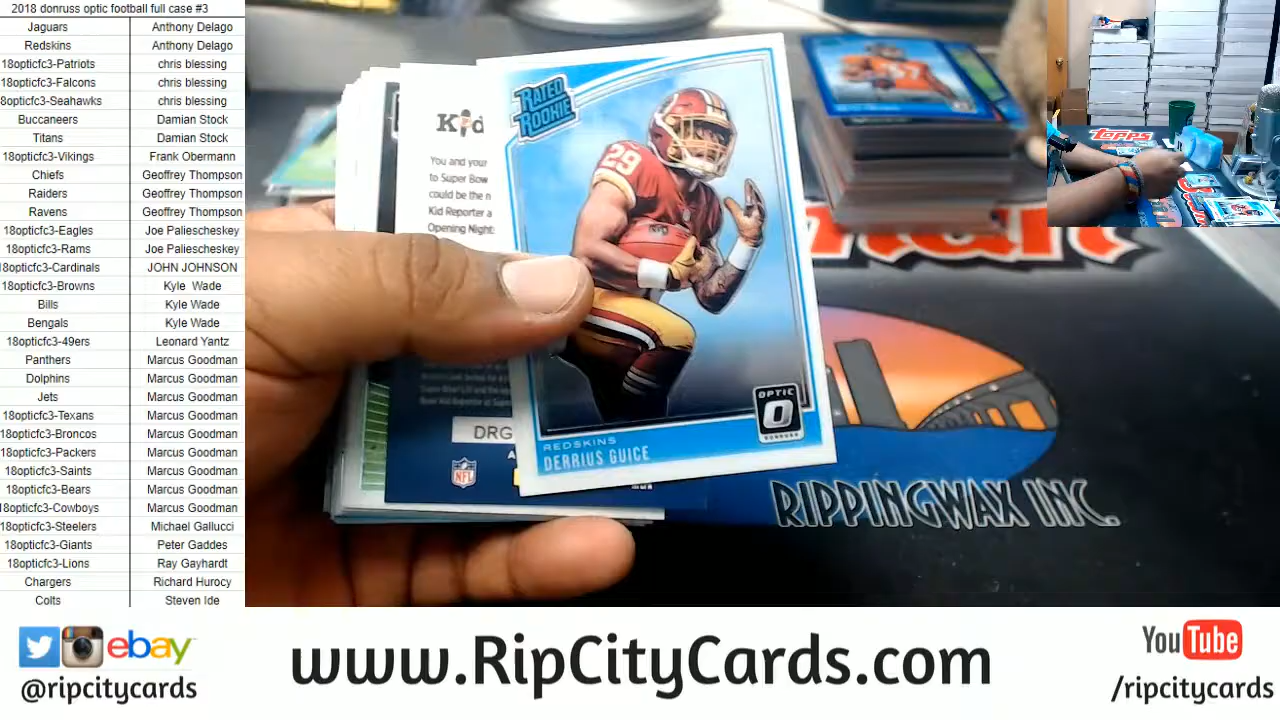 2018 donruss optic football full case #3
Jaguars Anthony Delago
Redskins Anthony Delago
18opticfc3-Patriots chris blessing
18opticfc3-Falcons chris blessing
8opticfc3-Seahawks chris blessing
Buccaneers Damian Stock
Titans Damian Stock
18opticfc3-Vikings Frank Obermann
Chiefs Geoffrey Thompson
Raiders Geoffrey Thompson
Ravens Geoffrey Thompson
18opticfc3-Eagles Joe Paliescheskey
18opticfc3-Rams Joe Paliescheskey
18opticfc3-Cardinals JOHN JOHNSON
18opticfc3-Browns Kyle Wade
Bills Kyle Wade
Bengals Kyle Wade
18opticfc3-49ers Leonard Yantz
Panthers Marcus Goodman
Dolphins Marcus Goodman
Jets Marcus Goodman
18opticfc3-Texans Marcus Goodman
18opticfc3-Broncos Marcus Goodman
18opticfc3-Packers Marcus Goodman
18opticfc3-Saints Marcus Goodman
18opticfc3-Bears Marcus Goodman
18opticfc3-Cowboys Marcus Goodman
18opticfc3-Steelers Michael Gallucci
18opticfc3-Giants Peter Gaddes
18opticfc3-Lions Ray Gayhardt
Chargers Richard Hurocy
Colts Steven Ide
RATED
ROOKIE
29
OPTIC
O
DONRUSS
REDSKINS
DERRIUS GUICE
Kid
You and your
to Super Bow
could be the n
Kid Reporter a
Opening Night
DRG
NFL
57
topps
RIPPINGWAX INC.
ebay
@ripcitycards
www.RipCityCards.com
YouTube
/ripcitycards